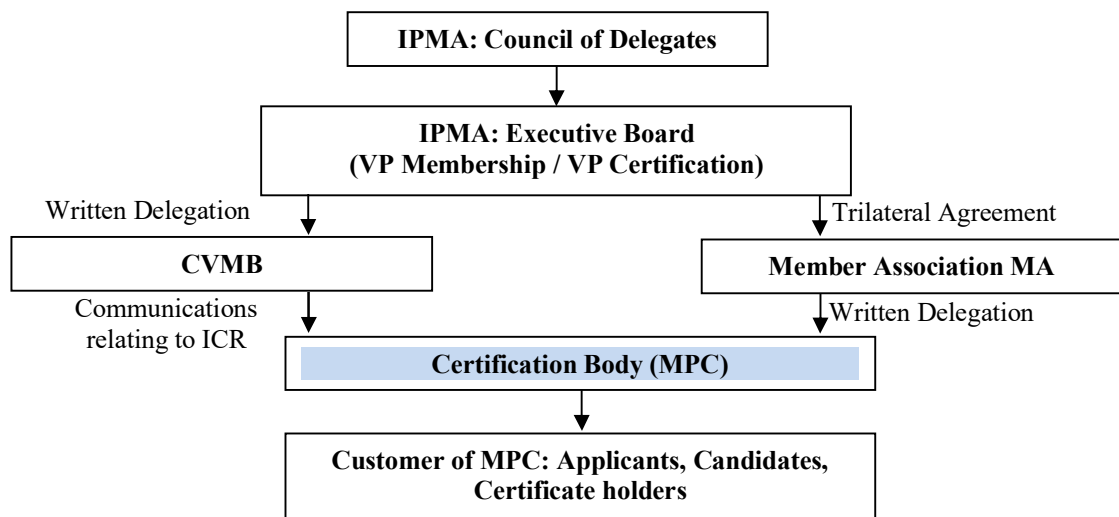 IPMA: Council of Delegates
IPMA: Executive Board
(VP Membership / VP Certification)
Written Delegation
Trilateral Agreement
CVMB
Member Association MA
Communications
relating to ICR
Written Delegation
Certification Body (MPC)
Customer of MPC: Applicants, Candidates,
Certificate holders